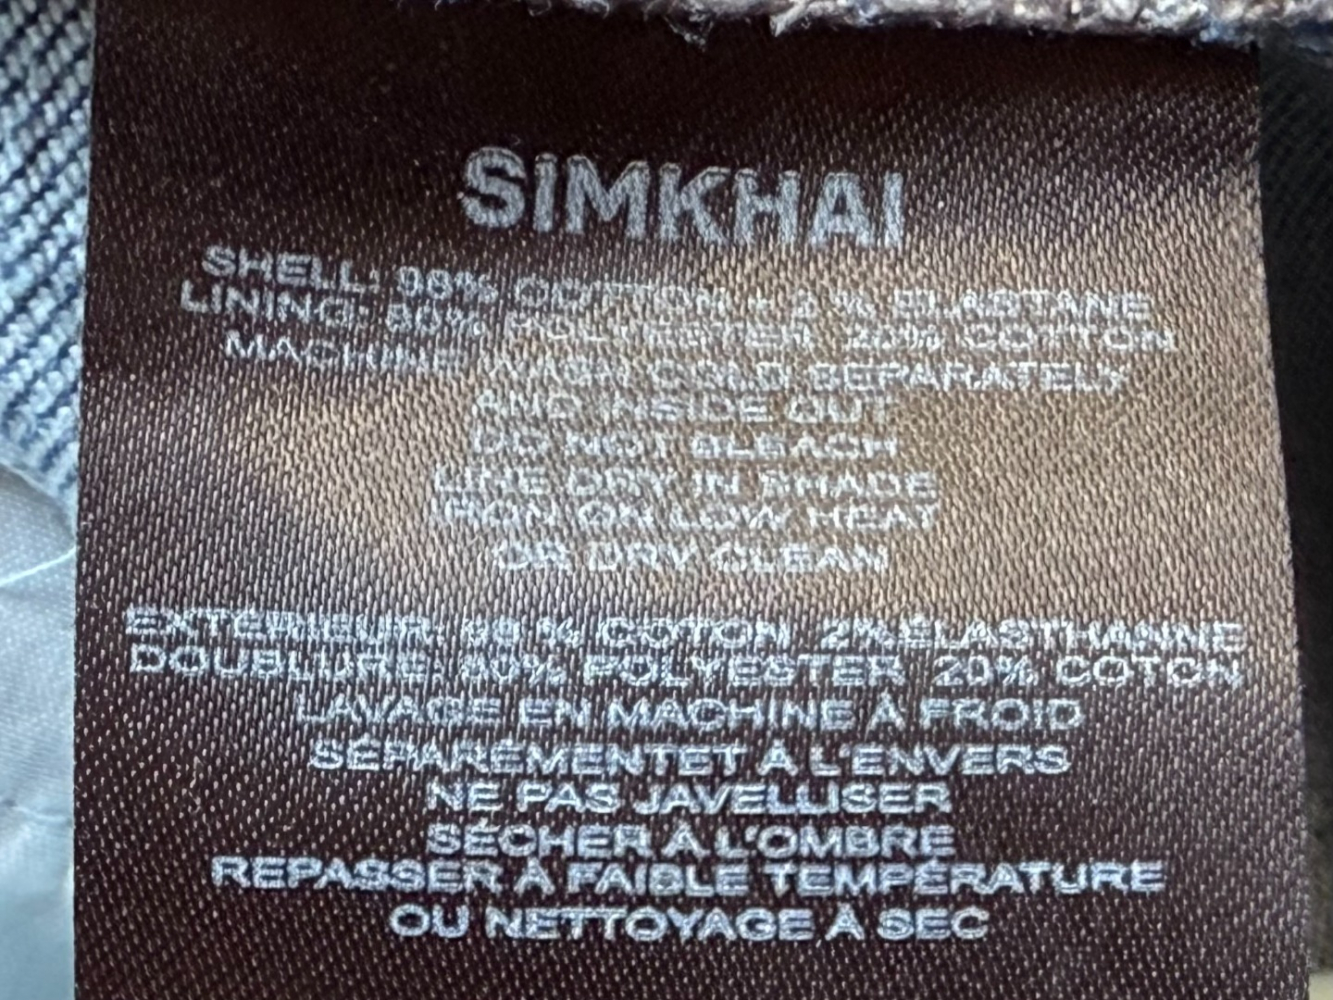 SIMKHAI
SHELL: 98% COTTON - 2 % ELASTANE
LINING: 80% POLYESTER, 20% COTTON
MACHINE WASH COLD SEPARATELY
AND INSIDE OUT
DO NOT BLEACH
LINE DRY IN SHADE
IRON ON LOW HEAT
OR DRY CLEAN
EXTÉRIEUR: 98 % COTON, 2% ÉLASTHANNE
DOUBLURE: 80% POLYESTER 20% COTON
LAVAGE EN MACHINE À FROID
SÉPARÉMENTET À L'ENVERS
NE PAS JAVELLISER
SÉCHER À L'OMBRE
REPASSER À FAIBLE TEMPÉRATURE
OU NETTOYAGE À SEC